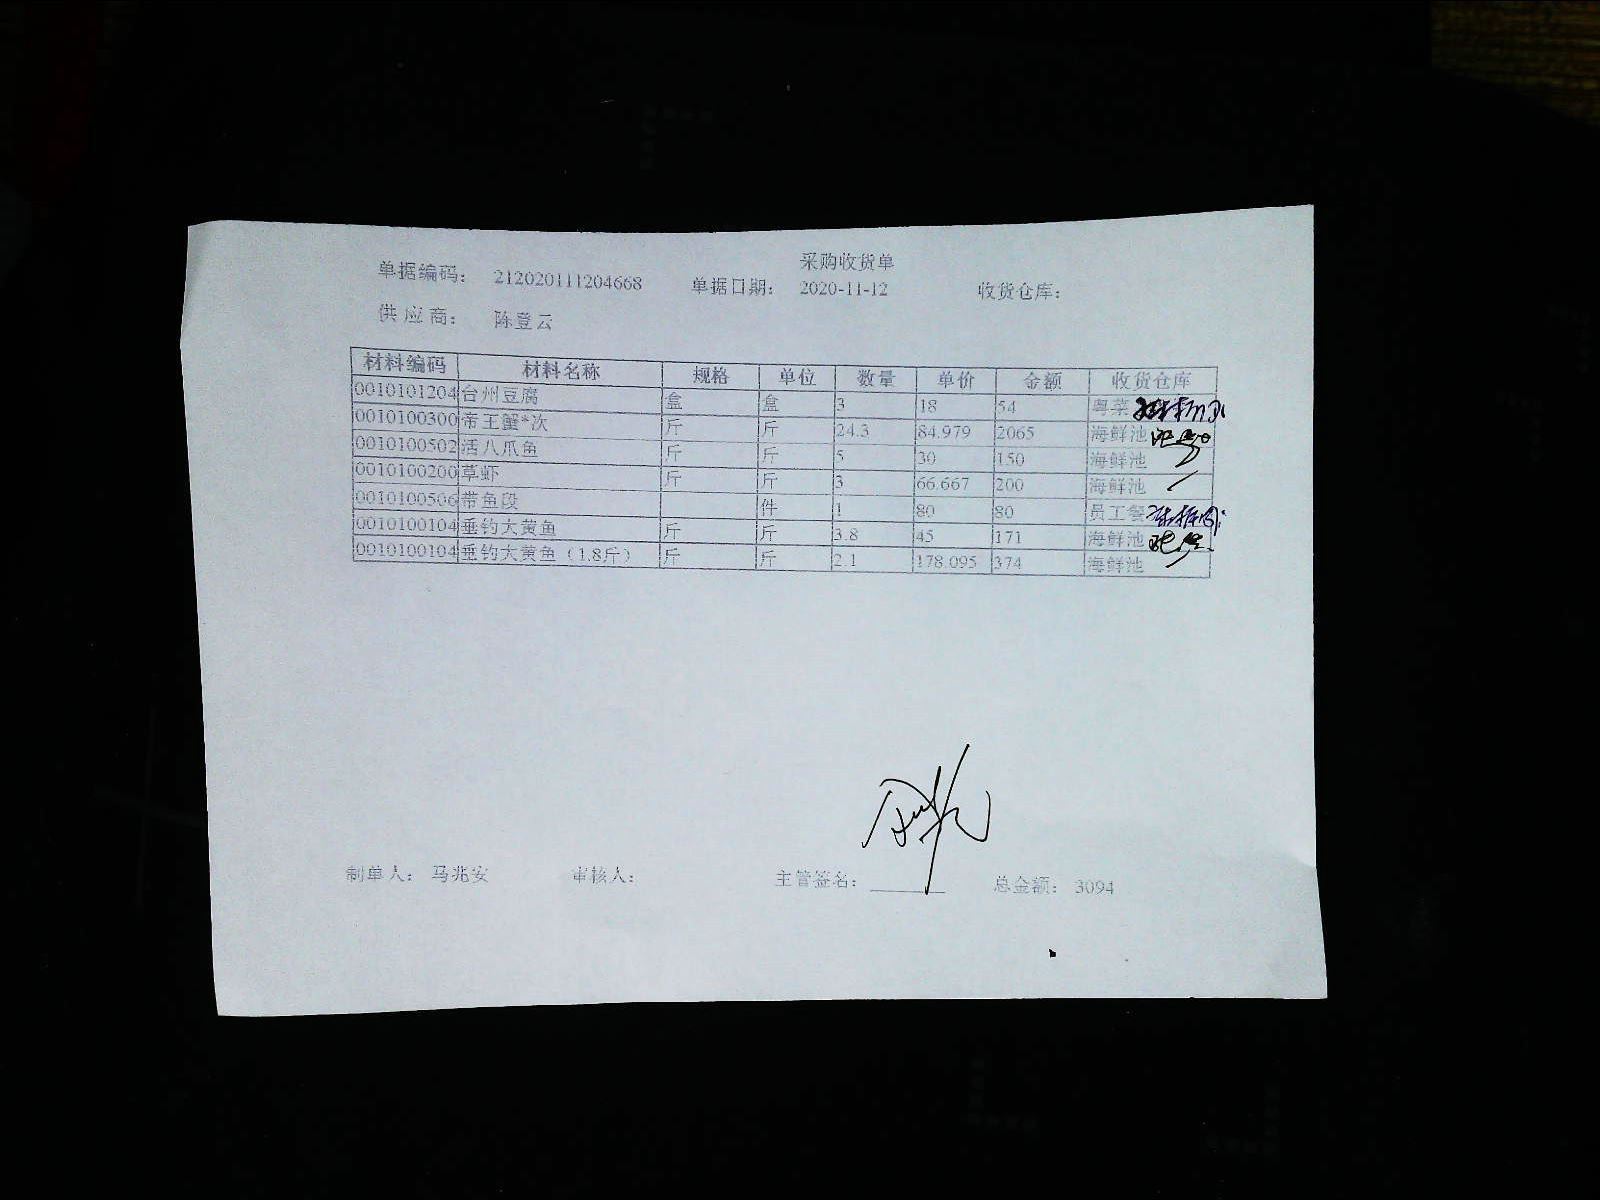 采购收货单
单据编码： 212020111204668 单据日期： 2020-11-12 收货仓库：
供 应 商： 陈登云
材料编码 材料名称 规格 单位 数量 单价 金额 收货仓库
0010101204 台州豆腐 盒 盒 3 18 54 粤菜
0010100300 帝王蟹*次 斤 斤 24.3 84.979 2065 海鲜池
0010100502 活八爪鱼 斤 斤 5 30 150 海鲜池
0010100200 草虾 斤 斤 3 66.667 200 海鲜池
0010100506 带鱼段 件 1 80 80 员工餐
0010100104 垂钓大黄鱼 斤 斤 3.8 45 171 海鲜池
0010100104 垂钓大黄鱼（1.8斤） 斤 斤 2.1 178.095 374 海鲜池
制单人： 马兆安 审核人： 主管签名： 总金额： 3094